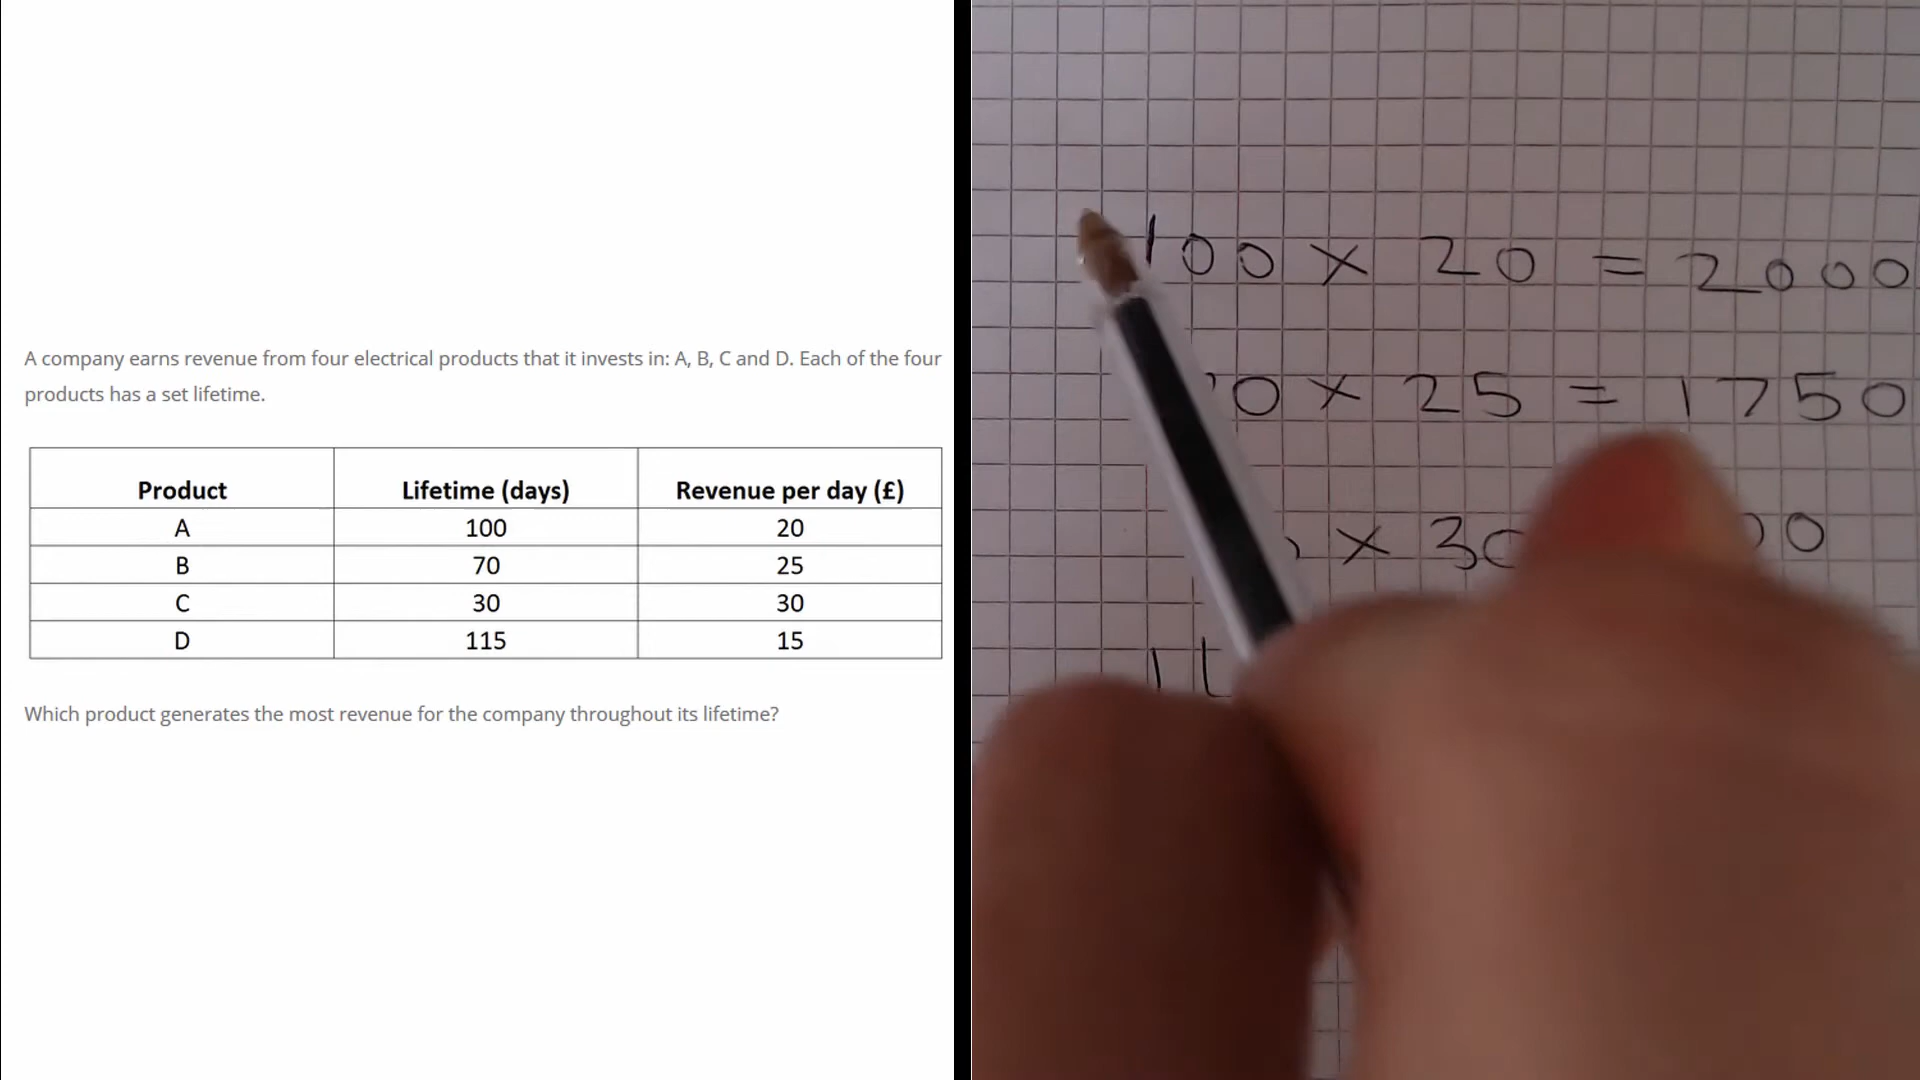 A company earns revenue from four electrical products that it invests in: A, B, C and D. Each of the four
products has a set lifetime.
Product Lifetime (days) Revenue per day (£)
A 100 20
B 70 25
C 30 30
D 115 15
Which product generates the most revenue for the company throughout its lifetime?
100 × 20 = 2000
0 × 25 = 1750
× 30